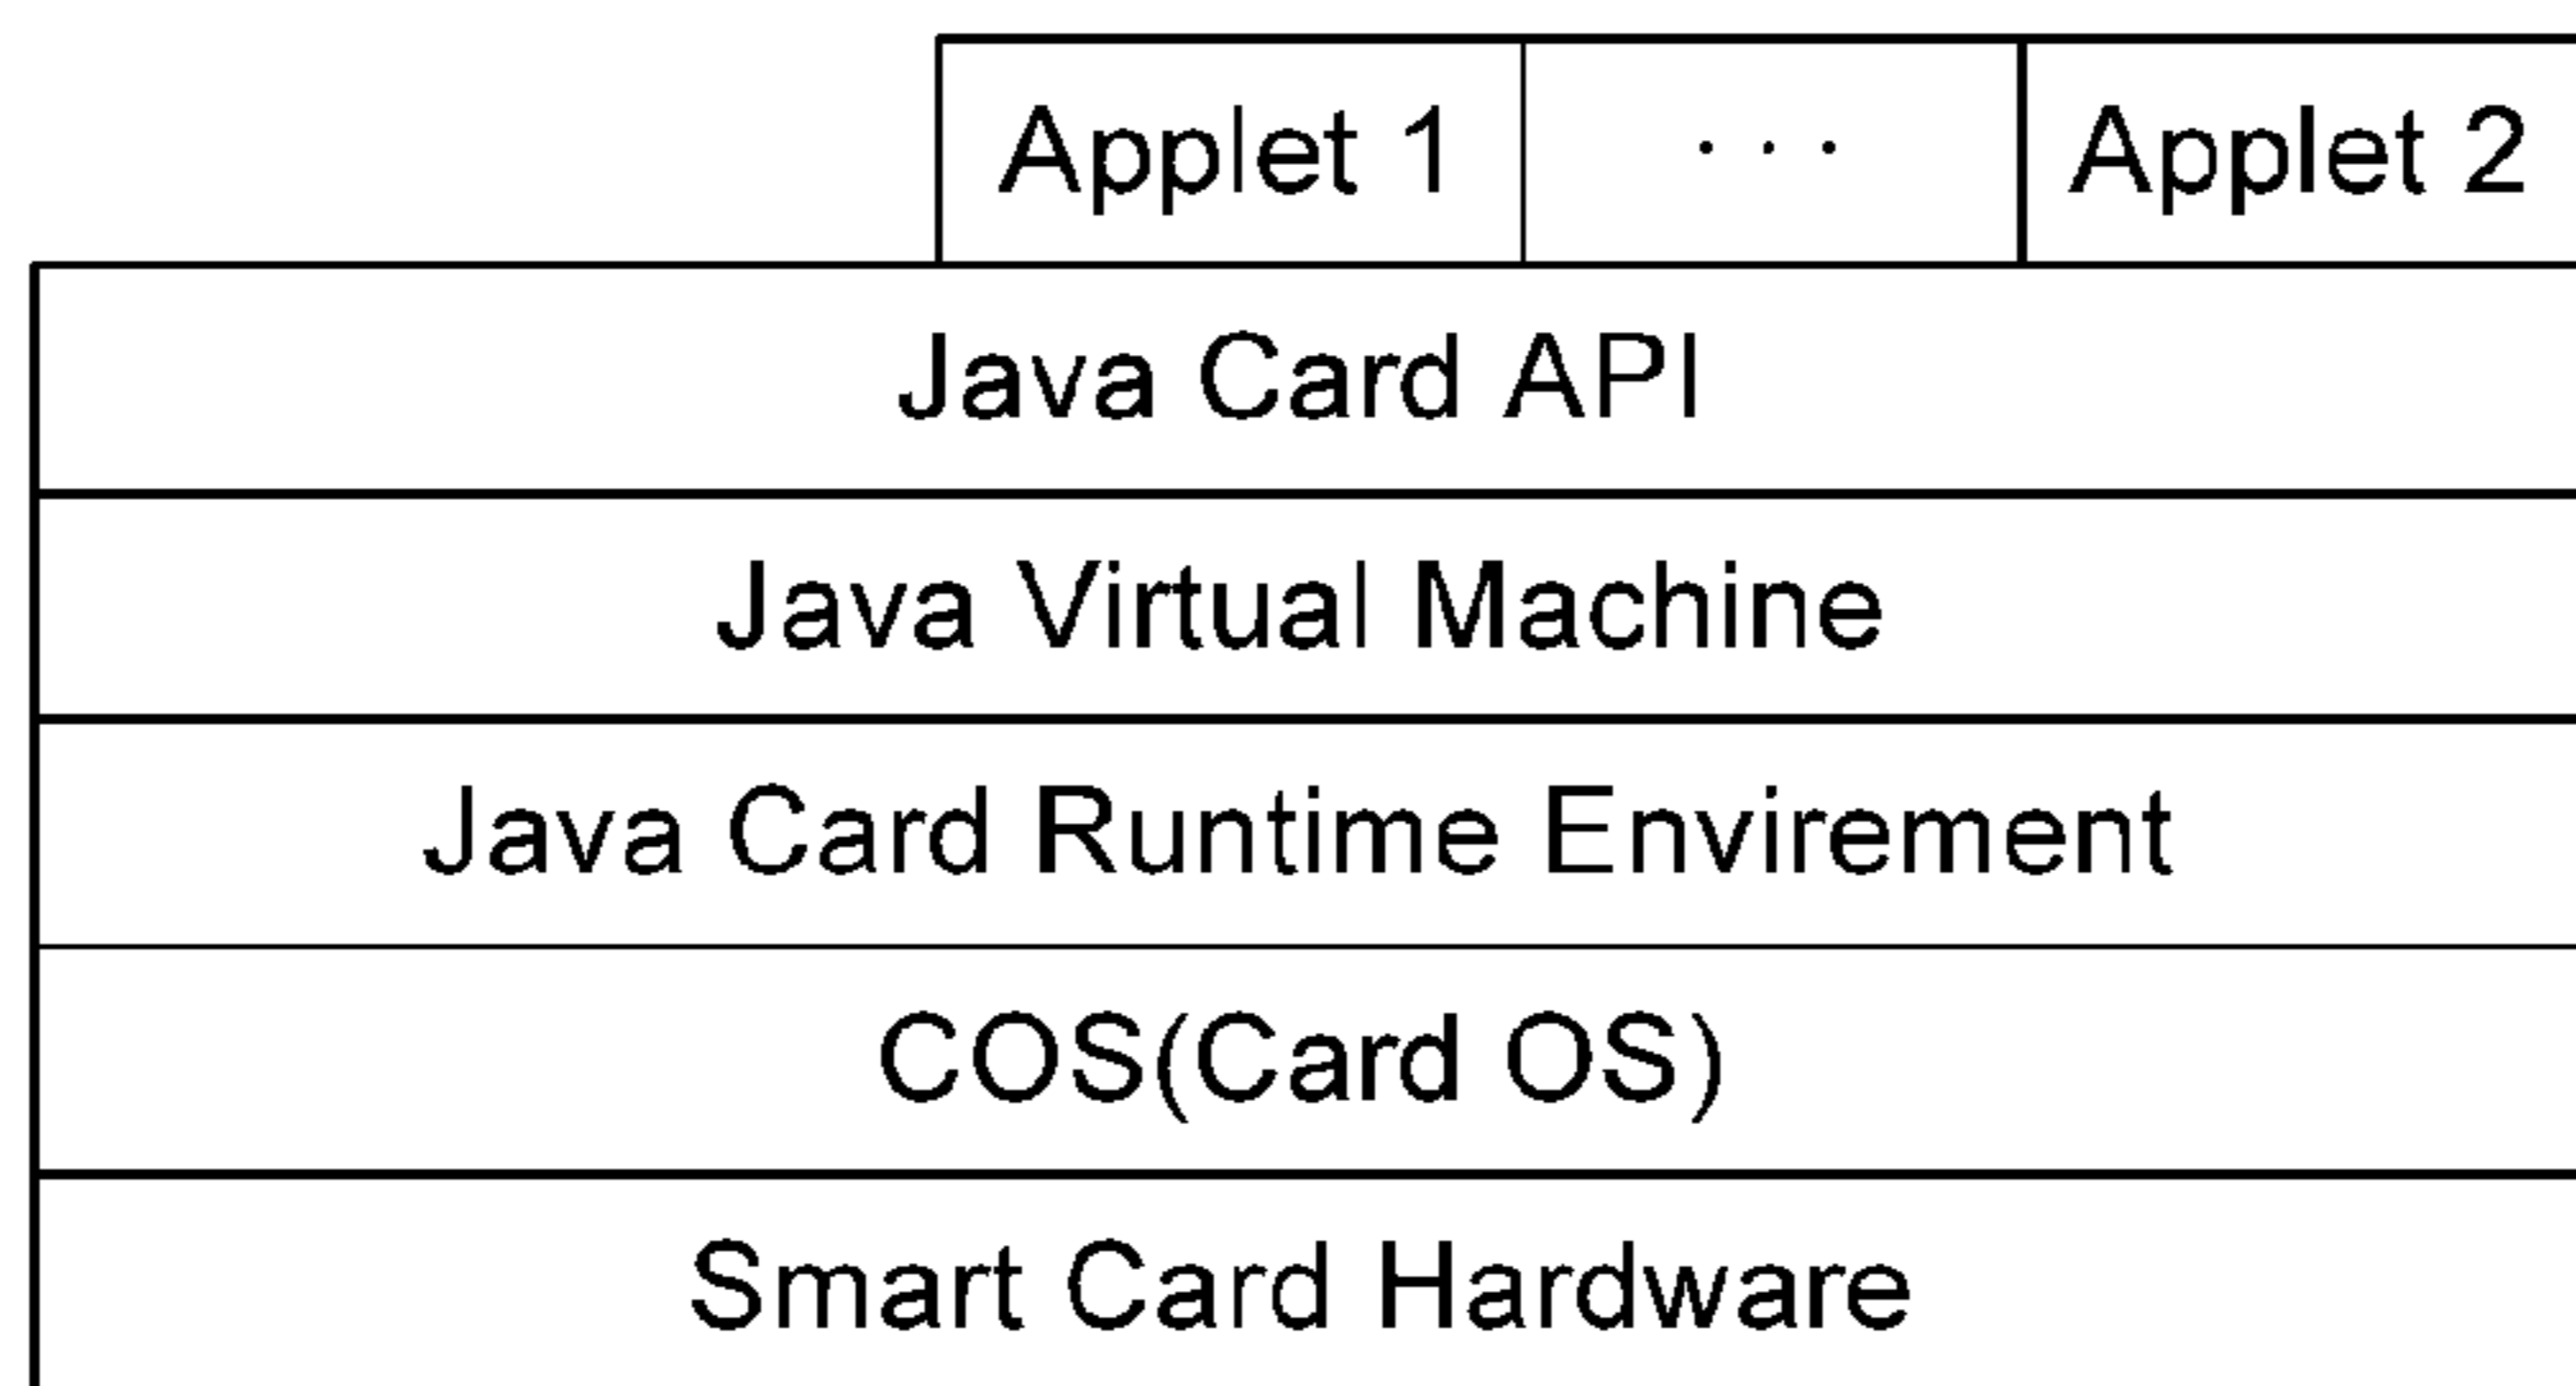 Applet 1 · · · Applet 2
Java Card API
Java Virtual Machine
Java Card Runtime Envirement
COS(Card OS)
Smart Card Hardware